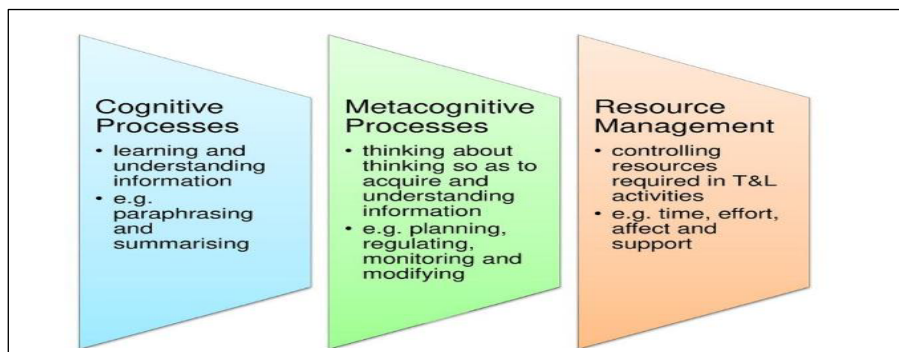 Cognitive
Processes
• learning and
understanding
information
• e.g.
paraphrasing
and
summarising
Metacognitive
Processes
• thinking about
thinking so as to
acquire and
understanding
information
• e.g. planning,
regulating,
monitoring and
modifying
Resource
Management
• controlling
resources
required in T&L
activities
• e.g. time, effort,
affect and
support